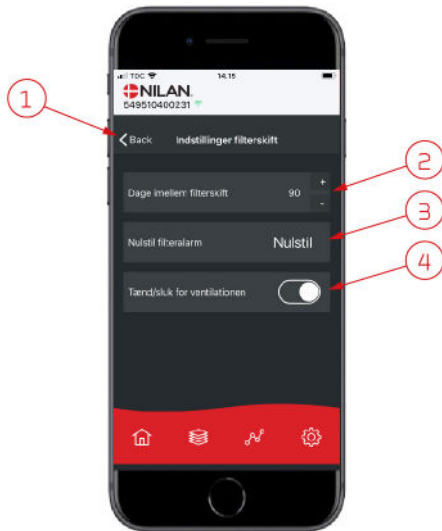 TDC 14.15
NILAN.
549510400231
1
Back Indstillinger filterskift
2
Dage imellem filterskift 90 + -
3
Nulstil filteralarm Nulstil
4
Tænd/sluk for ventilationen